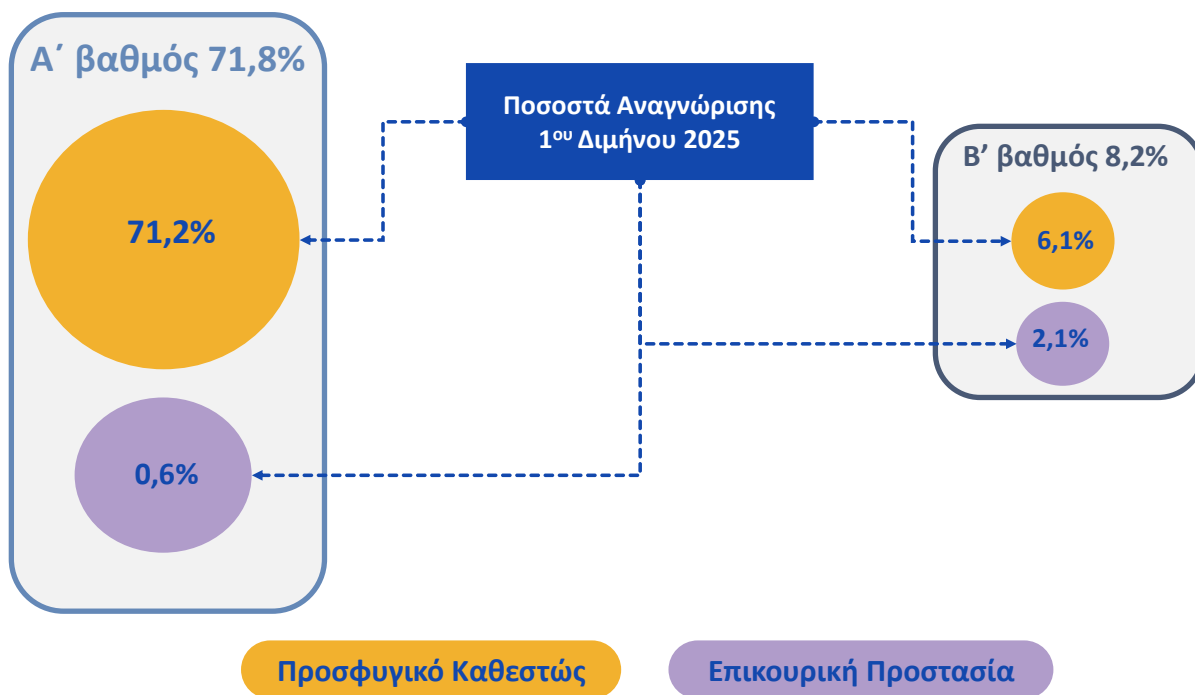 Α΄ βαθμός 71,8%
71,2%
0,6%
Ποσοστά Αναγνώρισης
1ου Διμήνου 2025
Β’ βαθμός 8,2%
6,1%
2,1%
Προσφυγικό Καθεστώς
Επικουρική Προστασία